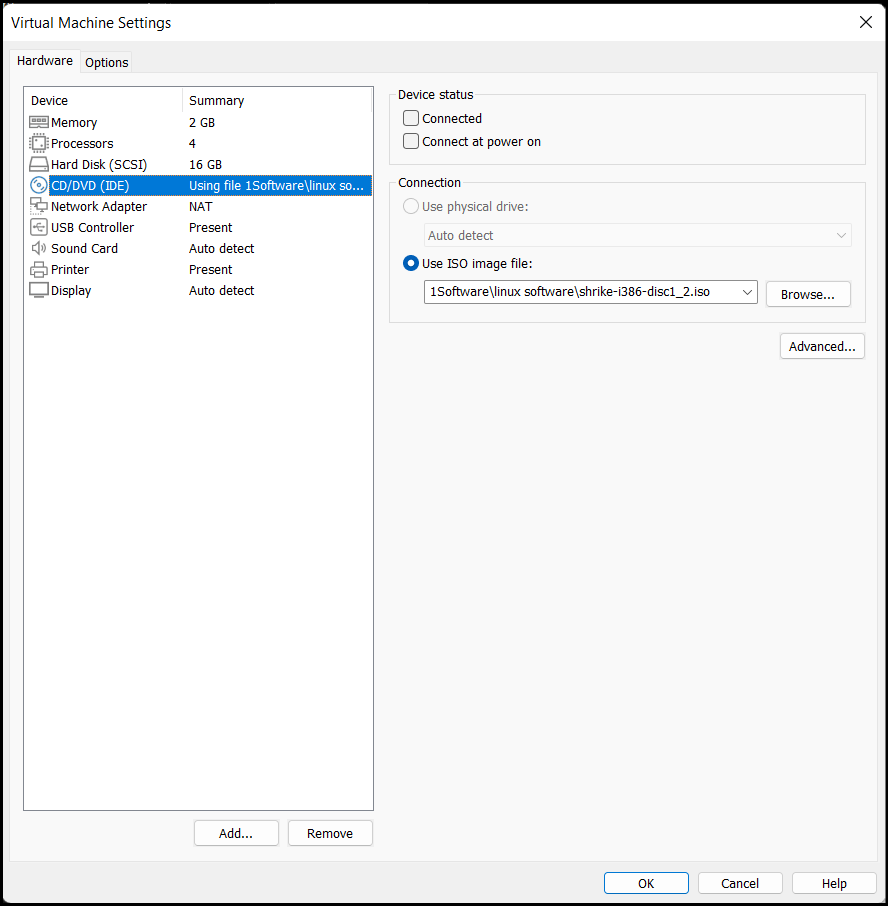 Virtual Machine Settings
Hardware Options
Device Summary
Memory 2 GB
Processors 4
Hard Disk (SCSI) 16 GB
CD/DVD (IDE) Using file 1Software\linux so...
Network Adapter NAT
USB Controller Present
Sound Card Auto detect
Printer Present
Display Auto detect
Add... Remove
Device status
Connected
Connect at power on
Connection
Use physical drive:
Auto detect
Use ISO image file:
1Software\linux software\shrike-i386-disc1_2.iso Browse...
Advanced...
OK Cancel Help